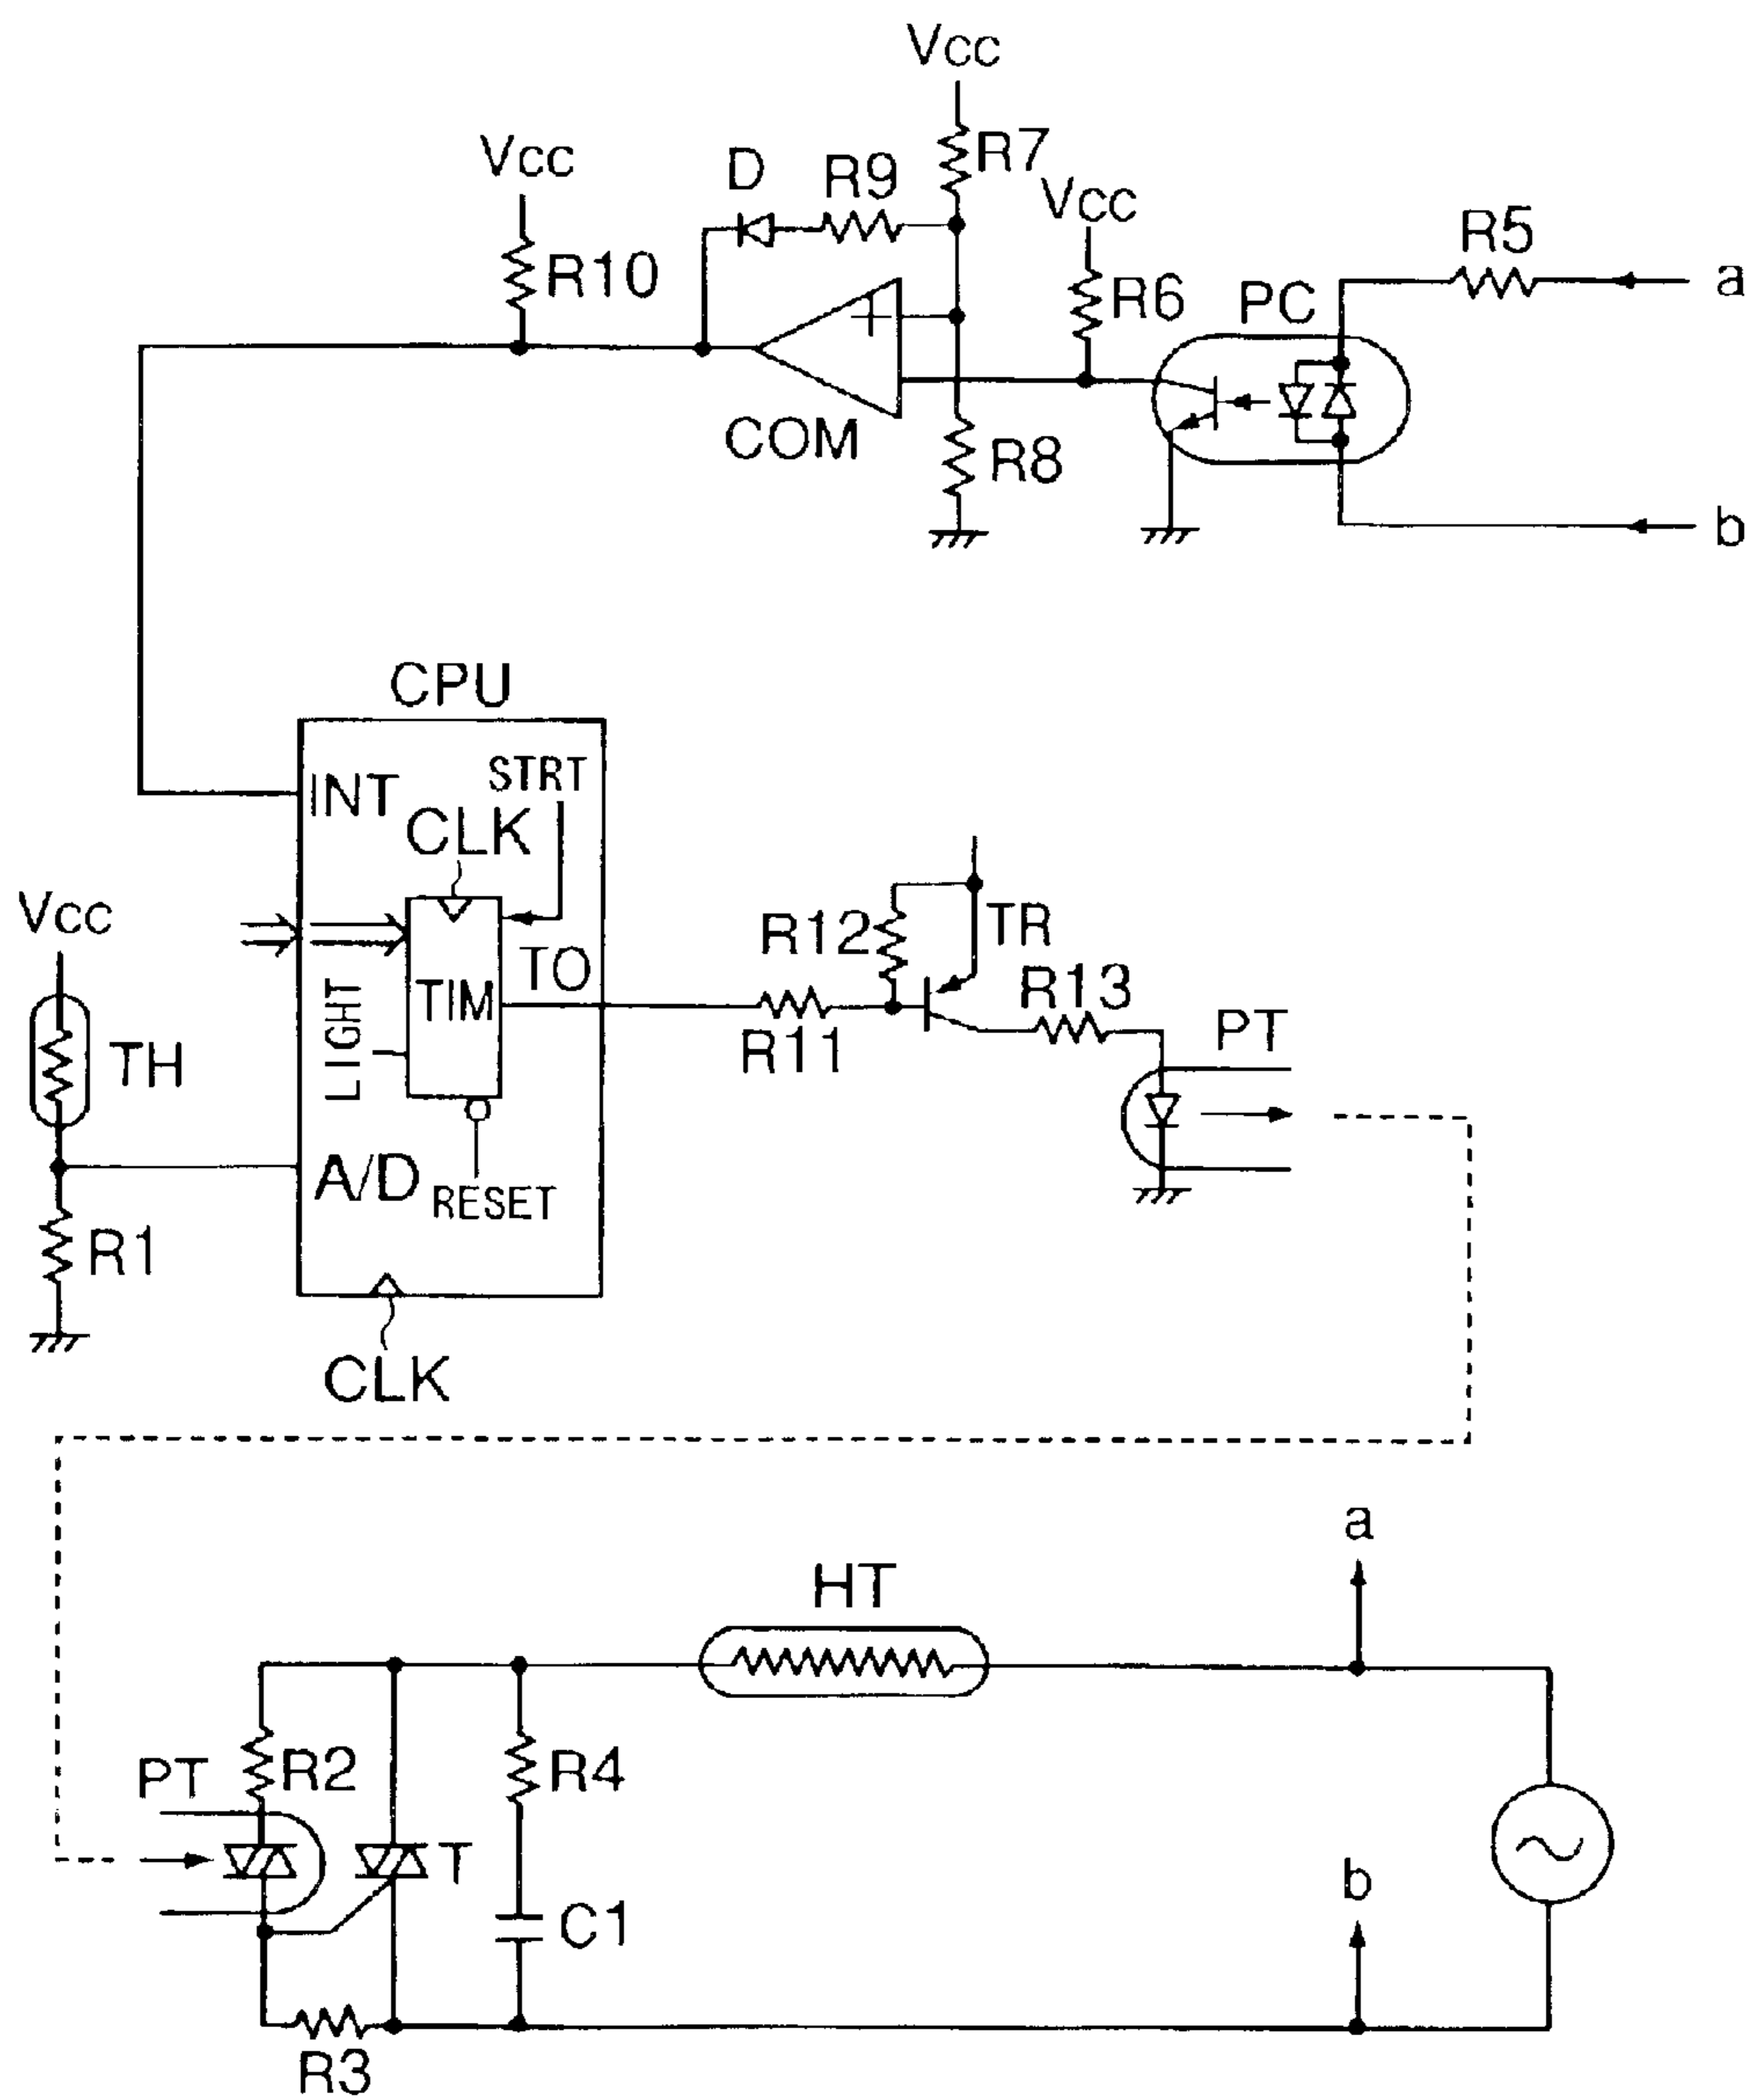 Vcc
Vcc
D
R9
R7
Vcc
R10
R6
R5
a
PC
COM
R8
b
CPU
INT
STRT
CLK
Vcc
TO
R12
TR
TIM
LIGHT
R11
R13
PT
TH
A/D
RESET
R1
CLK
a
HT
PT
R2
R4
T
b
C1
R3